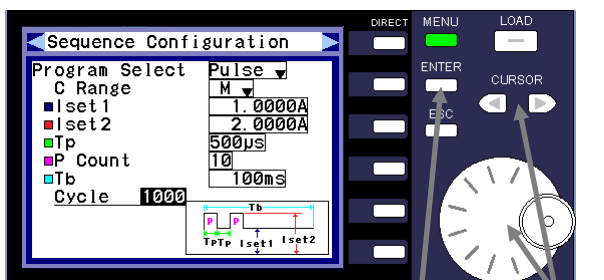 DIRECT MENU LOAD
Sequence Configuration
ENTER
CURSOR
ESC
Program Select Pulse
C Range M
Iset1 1.0000A
Iset2 2.0000A
Tp 500µs
P Count 10
Tb 100ms
Cycle 1000
Tb
P P
TPTP Iset1 Iset2